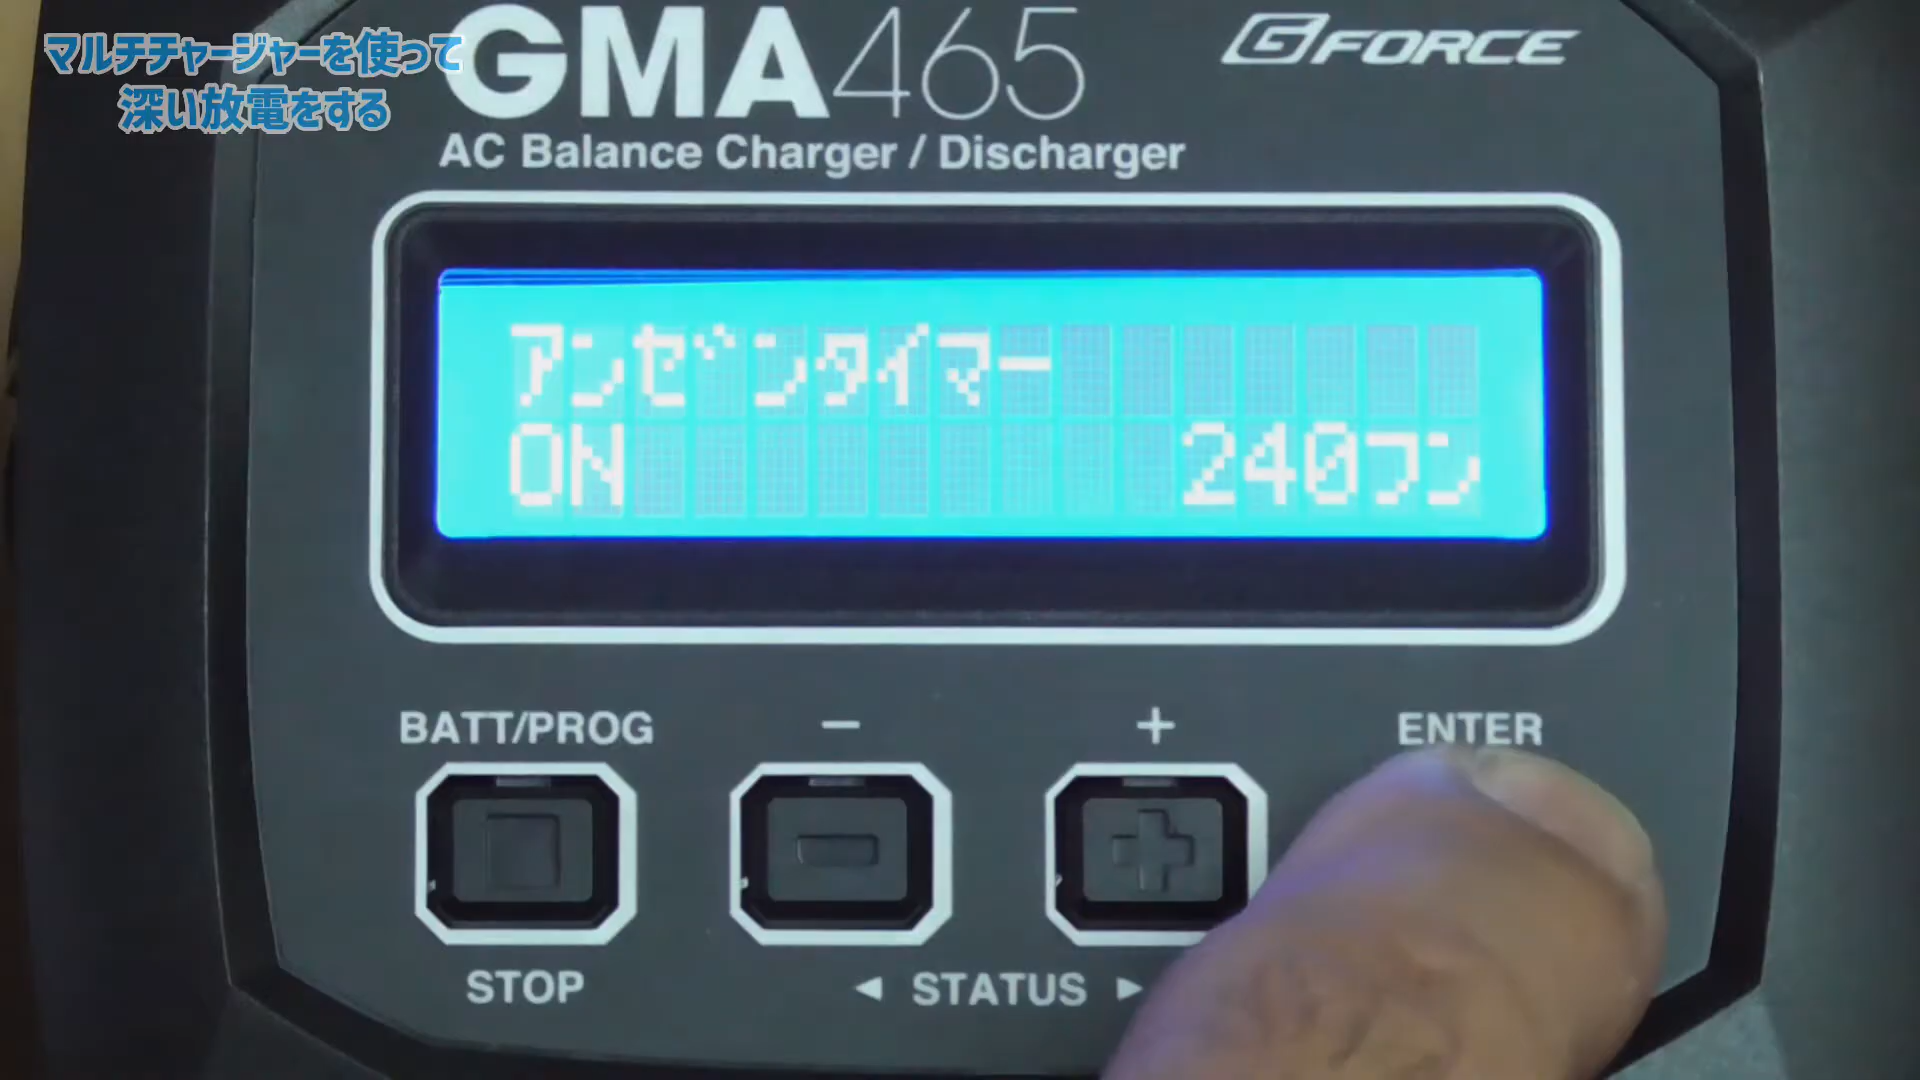 マルチチャージャーを使って
深い放電をする
GMA465
G FORCE
AC Balance Charger / Discharger
アンゼンタイマー
ON 240フン
BATT/PROG - + ENTER
STOP ◀ STATUS ▶